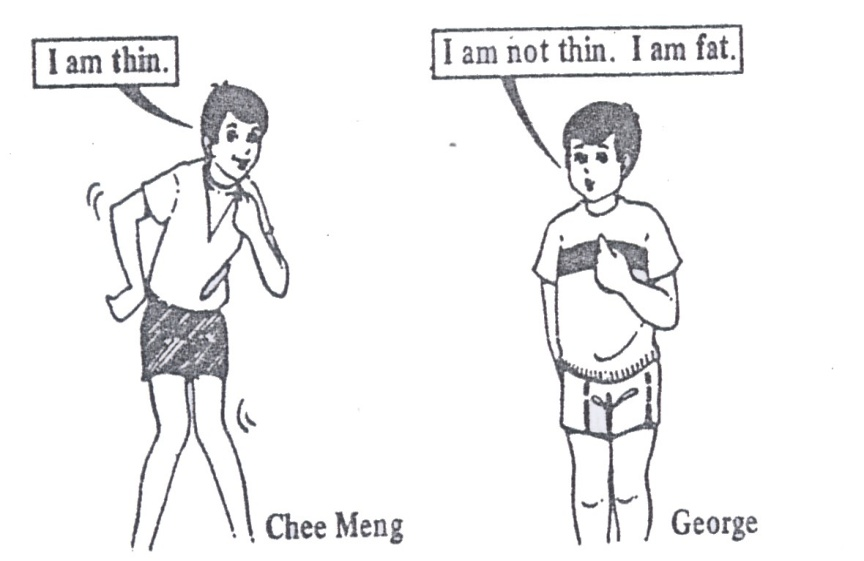 I am thin.
I am not thin. I am fat.
Chee Meng
George